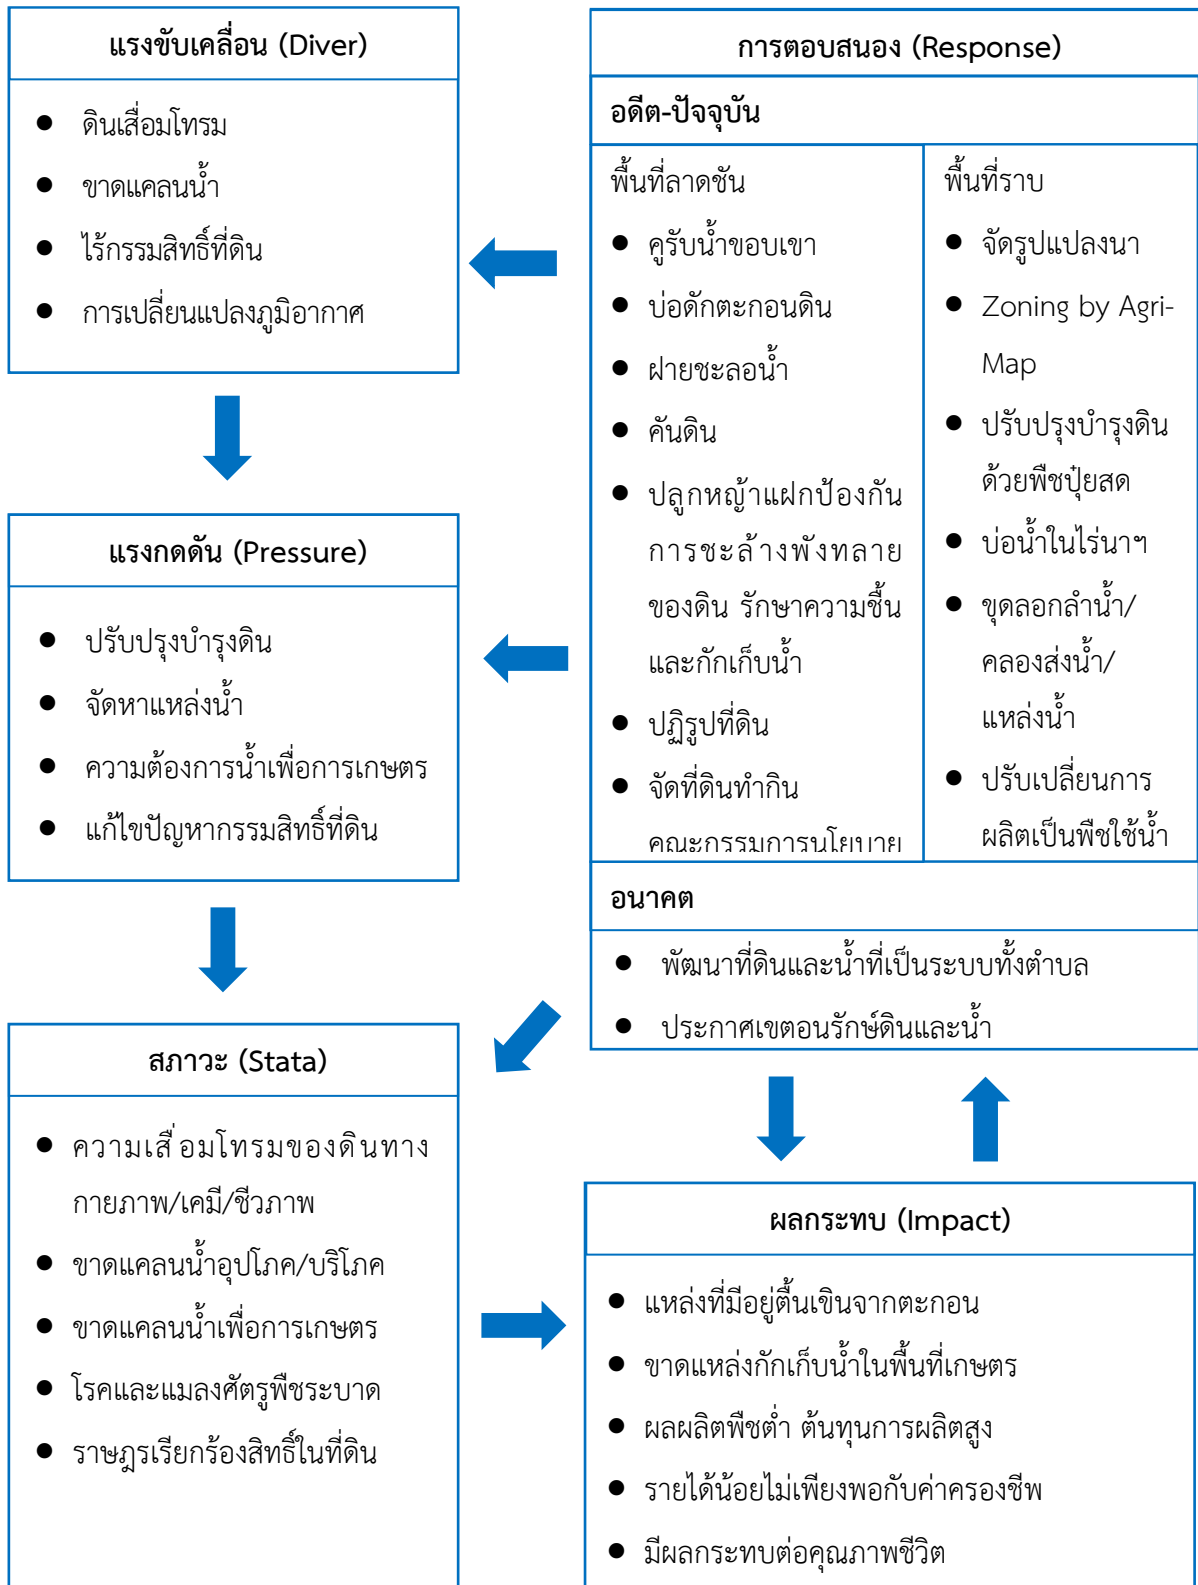 แรงขับเคลื่อน (Diver)
● ดินเสื่อมโทรม
● ขาดแคลนน้ำ
● ไร้กรรมสิทธิ์ที่ดิน
● การเปลี่ยนแปลงภูมิอากาศ
แรงกดดัน (Pressure)
● ปรับปรุงบำรุงดิน
● จัดหาแหล่งน้ำ
● ความต้องการน้ำเพื่อการเกษตร
● แก้ไขปัญหากรรมสิทธิ์ที่ดิน
สภาวะ (Stata)
● ความเสื่อมโทรมของดินทาง
กายภาพ/เคมี/ชีวภาพ
● ขาดแคลนน้ำอุปโภค/บริโภค
● ขาดแคลนน้ำเพื่อการเกษตร
● โรคและแมลงศัตรูพืชระบาด
● ราษฎรเรียกร้องสิทธิ์ในที่ดิน
การตอบสนอง (Response)
อดีต-ปัจจุบัน
พื้นที่ลาดชัน
● คูรับน้ำขอบเขา
● บ่อดักตะกอนดิน
● ฝายชะลอน้ำ
● คันดิน
● ปลูกหญ้าแฝกป้องกัน
การชะล้างพังทลาย
ของดิน รักษาความชื้น
และกักเก็บน้ำ
● ปฏิรูปที่ดิน
● จัดที่ดินทำกิน
คณะกรรมการนโยบาย
พื้นที่ราบ
● จัดรูปแปลงนา
● Zoning by Agri-
Map
● ปรับปรุงบำรุงดิน
ด้วยพืชปุ๋ยสด
● บ่อน้ำในไร่นาฯ
● ขุดลอกลำน้ำ/
คลองส่งน้ำ/
แหล่งน้ำ
● ปรับเปลี่ยนการ
ผลิตเป็นพืชใช้น้ำ
อนาคต
● พัฒนาที่ดินและน้ำที่เป็นระบบทั้งตำบล
● ประกาศเขตอนรักษ์ดินและน้ำ
ผลกระทบ (Impact)
● แหล่งที่มีอยู่ตื้นเขินจากตะกอน
● ขาดแหล่งกักเก็บน้ำในพื้นที่เกษตร
● ผลผลิตพืชต่ำ ต้นทุนการผลิตสูง
● รายได้น้อยไม่เพียงพอกับค่าครองชีพ
● มีผลกระทบต่อคุณภาพชีวิต